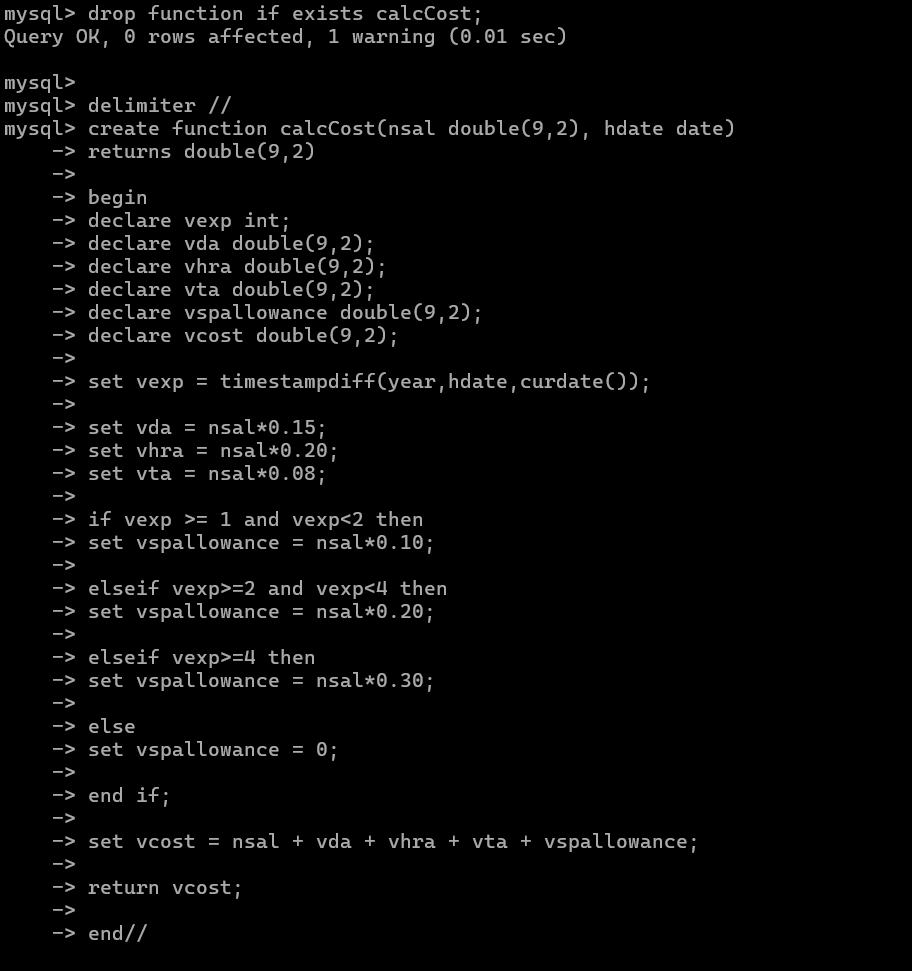 mysql> drop function if exists calcCost;
Query OK, 0 rows affected, 1 warning (0.01 sec)
mysql>
mysql> delimiter //
mysql> create function calcCost(nsal double(9,2), hdate date)
    -> returns double(9,2)
    ->
    -> begin
    -> declare vexp int;
    -> declare vda double(9,2);
    -> declare vhra double(9,2);
    -> declare vta double(9,2);
    -> declare vspallowance double(9,2);
    -> declare vcost double(9,2);
    ->
    -> set vexp = timestampdiff(year,hdate,curdate());
    ->
    -> set vda = nsal*0.15;
    -> set vhra = nsal*0.20;
    -> set vta = nsal*0.08;
    ->
    -> if vexp >= 1 and vexp<2 then
    -> set vspallowance = nsal*0.10;
    ->
    -> elseif vexp>=2 and vexp<4 then
    -> set vspallowance = nsal*0.20;
    ->
    -> elseif vexp>=4 then
    -> set vspallowance = nsal*0.30;
    ->
    -> else
    -> set vspallowance = 0;
    ->
    -> end if;
    ->
    -> set vcost = nsal + vda + vhra + vta + vspallowance;
    ->
    -> return vcost;
    ->
    -> end//